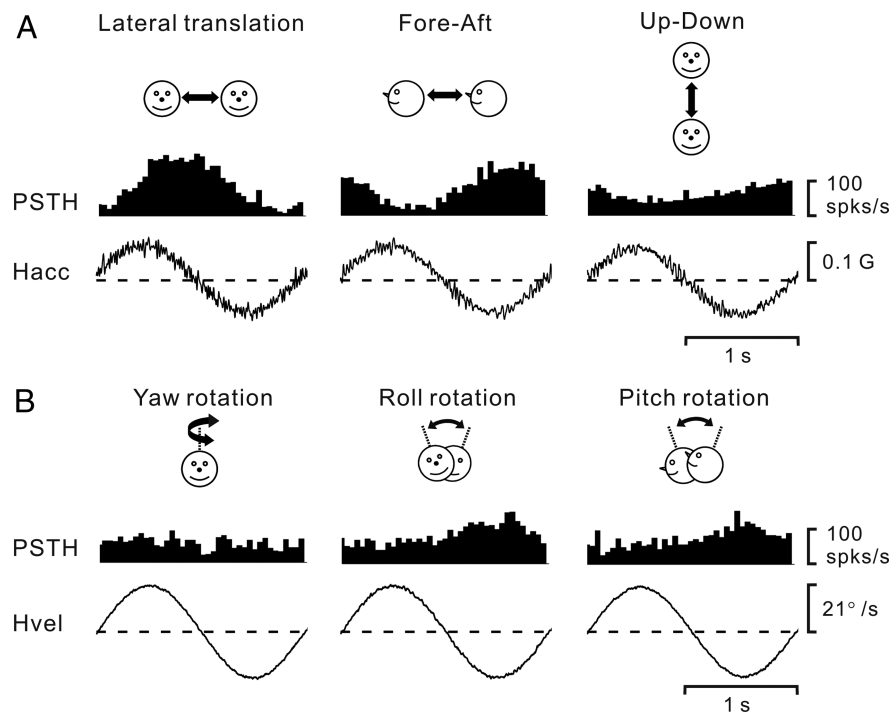 A
Lateral translation
Fore-Aft
Up-Down
PSTH
100
spks/s
Hacc
0.1 G
1 s
B
Yaw rotation
Roll rotation
Pitch rotation
PSTH
100
spks/s
Hvel
21° /s
1 s